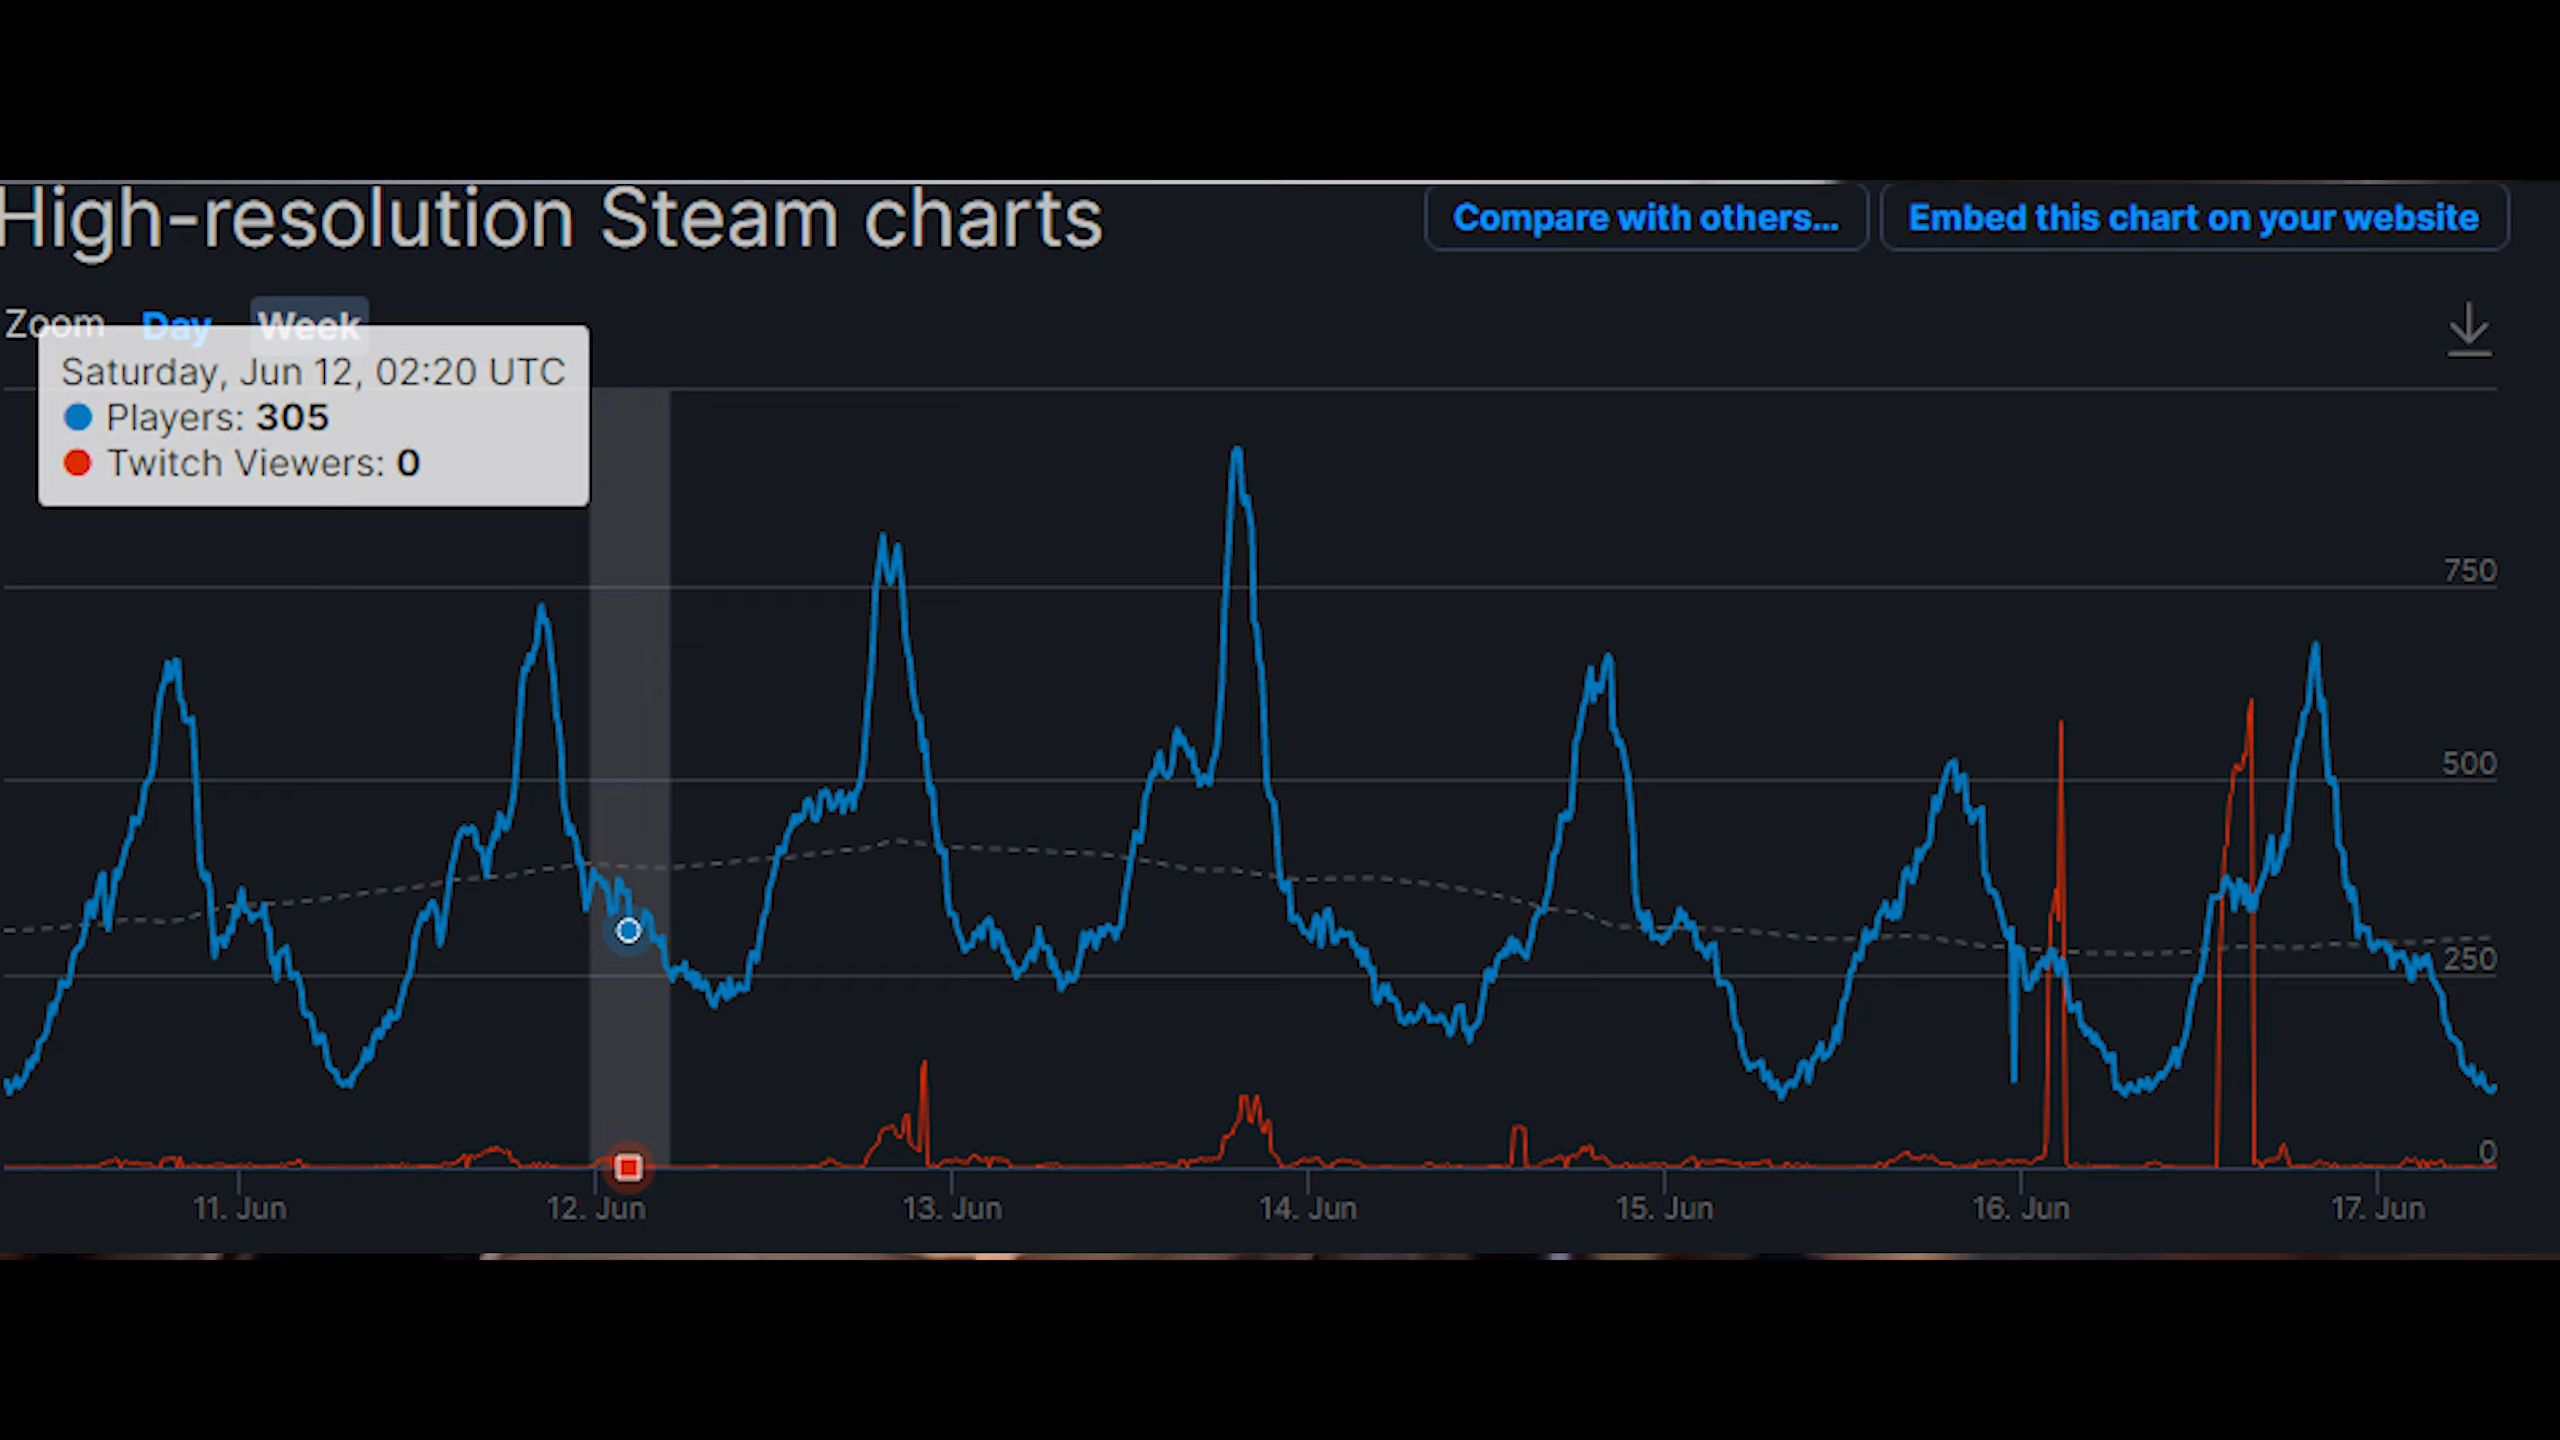 High-resolution Steam charts
Compare with others...
Embed this chart on your website
Zoom Day Week
Saturday, Jun 12, 02:20 UTC
Players: 305
Twitch Viewers: 0
750
500
250
0
11. Jun 12. Jun 13. Jun 14. Jun 15. Jun 16. Jun 17. Jun